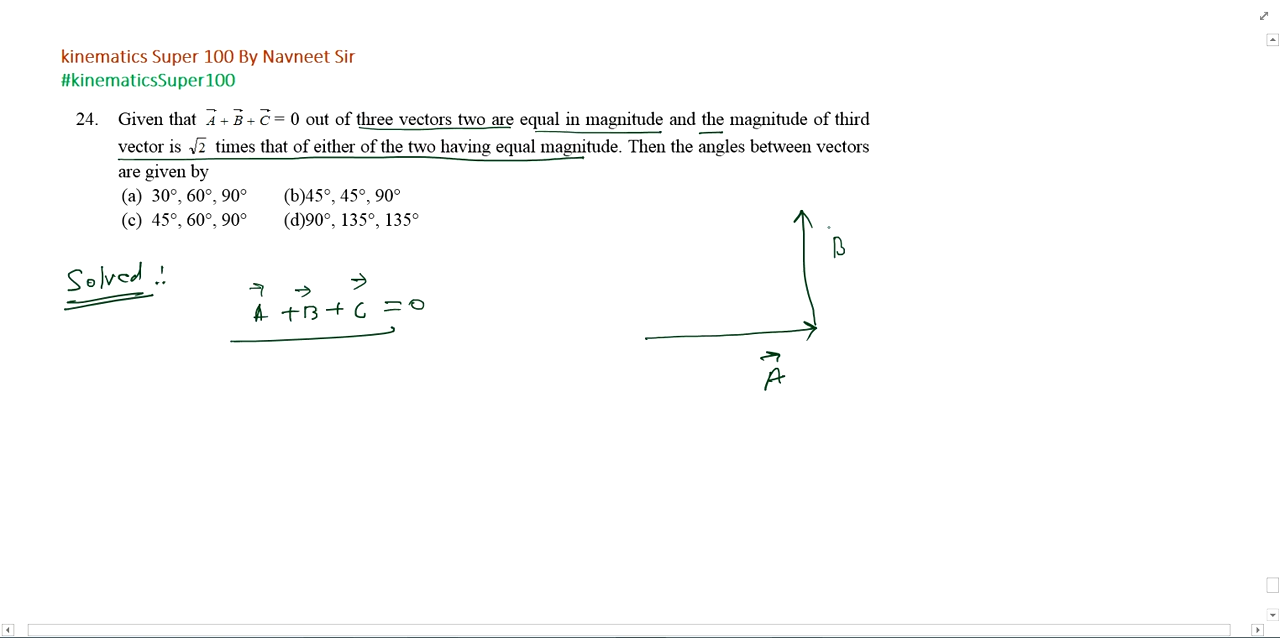 kinematics Super 100 By Navneet Sir
#kinematicsSuper100
24. Given that A⃗ + B⃗ + C⃗ = 0 out of three vectors two are equal in magnitude and the magnitude of third
vector is √2 times that of either of the two having equal magnitude. Then the angles between vectors
are given by
(a) 30°, 60°, 90° (b)45°, 45°, 90°
(c) 45°, 60°, 90° (d)90°, 135°, 135°
Solved !!
A⃗ + B⃗ + C⃗ = 0
B
A⃗